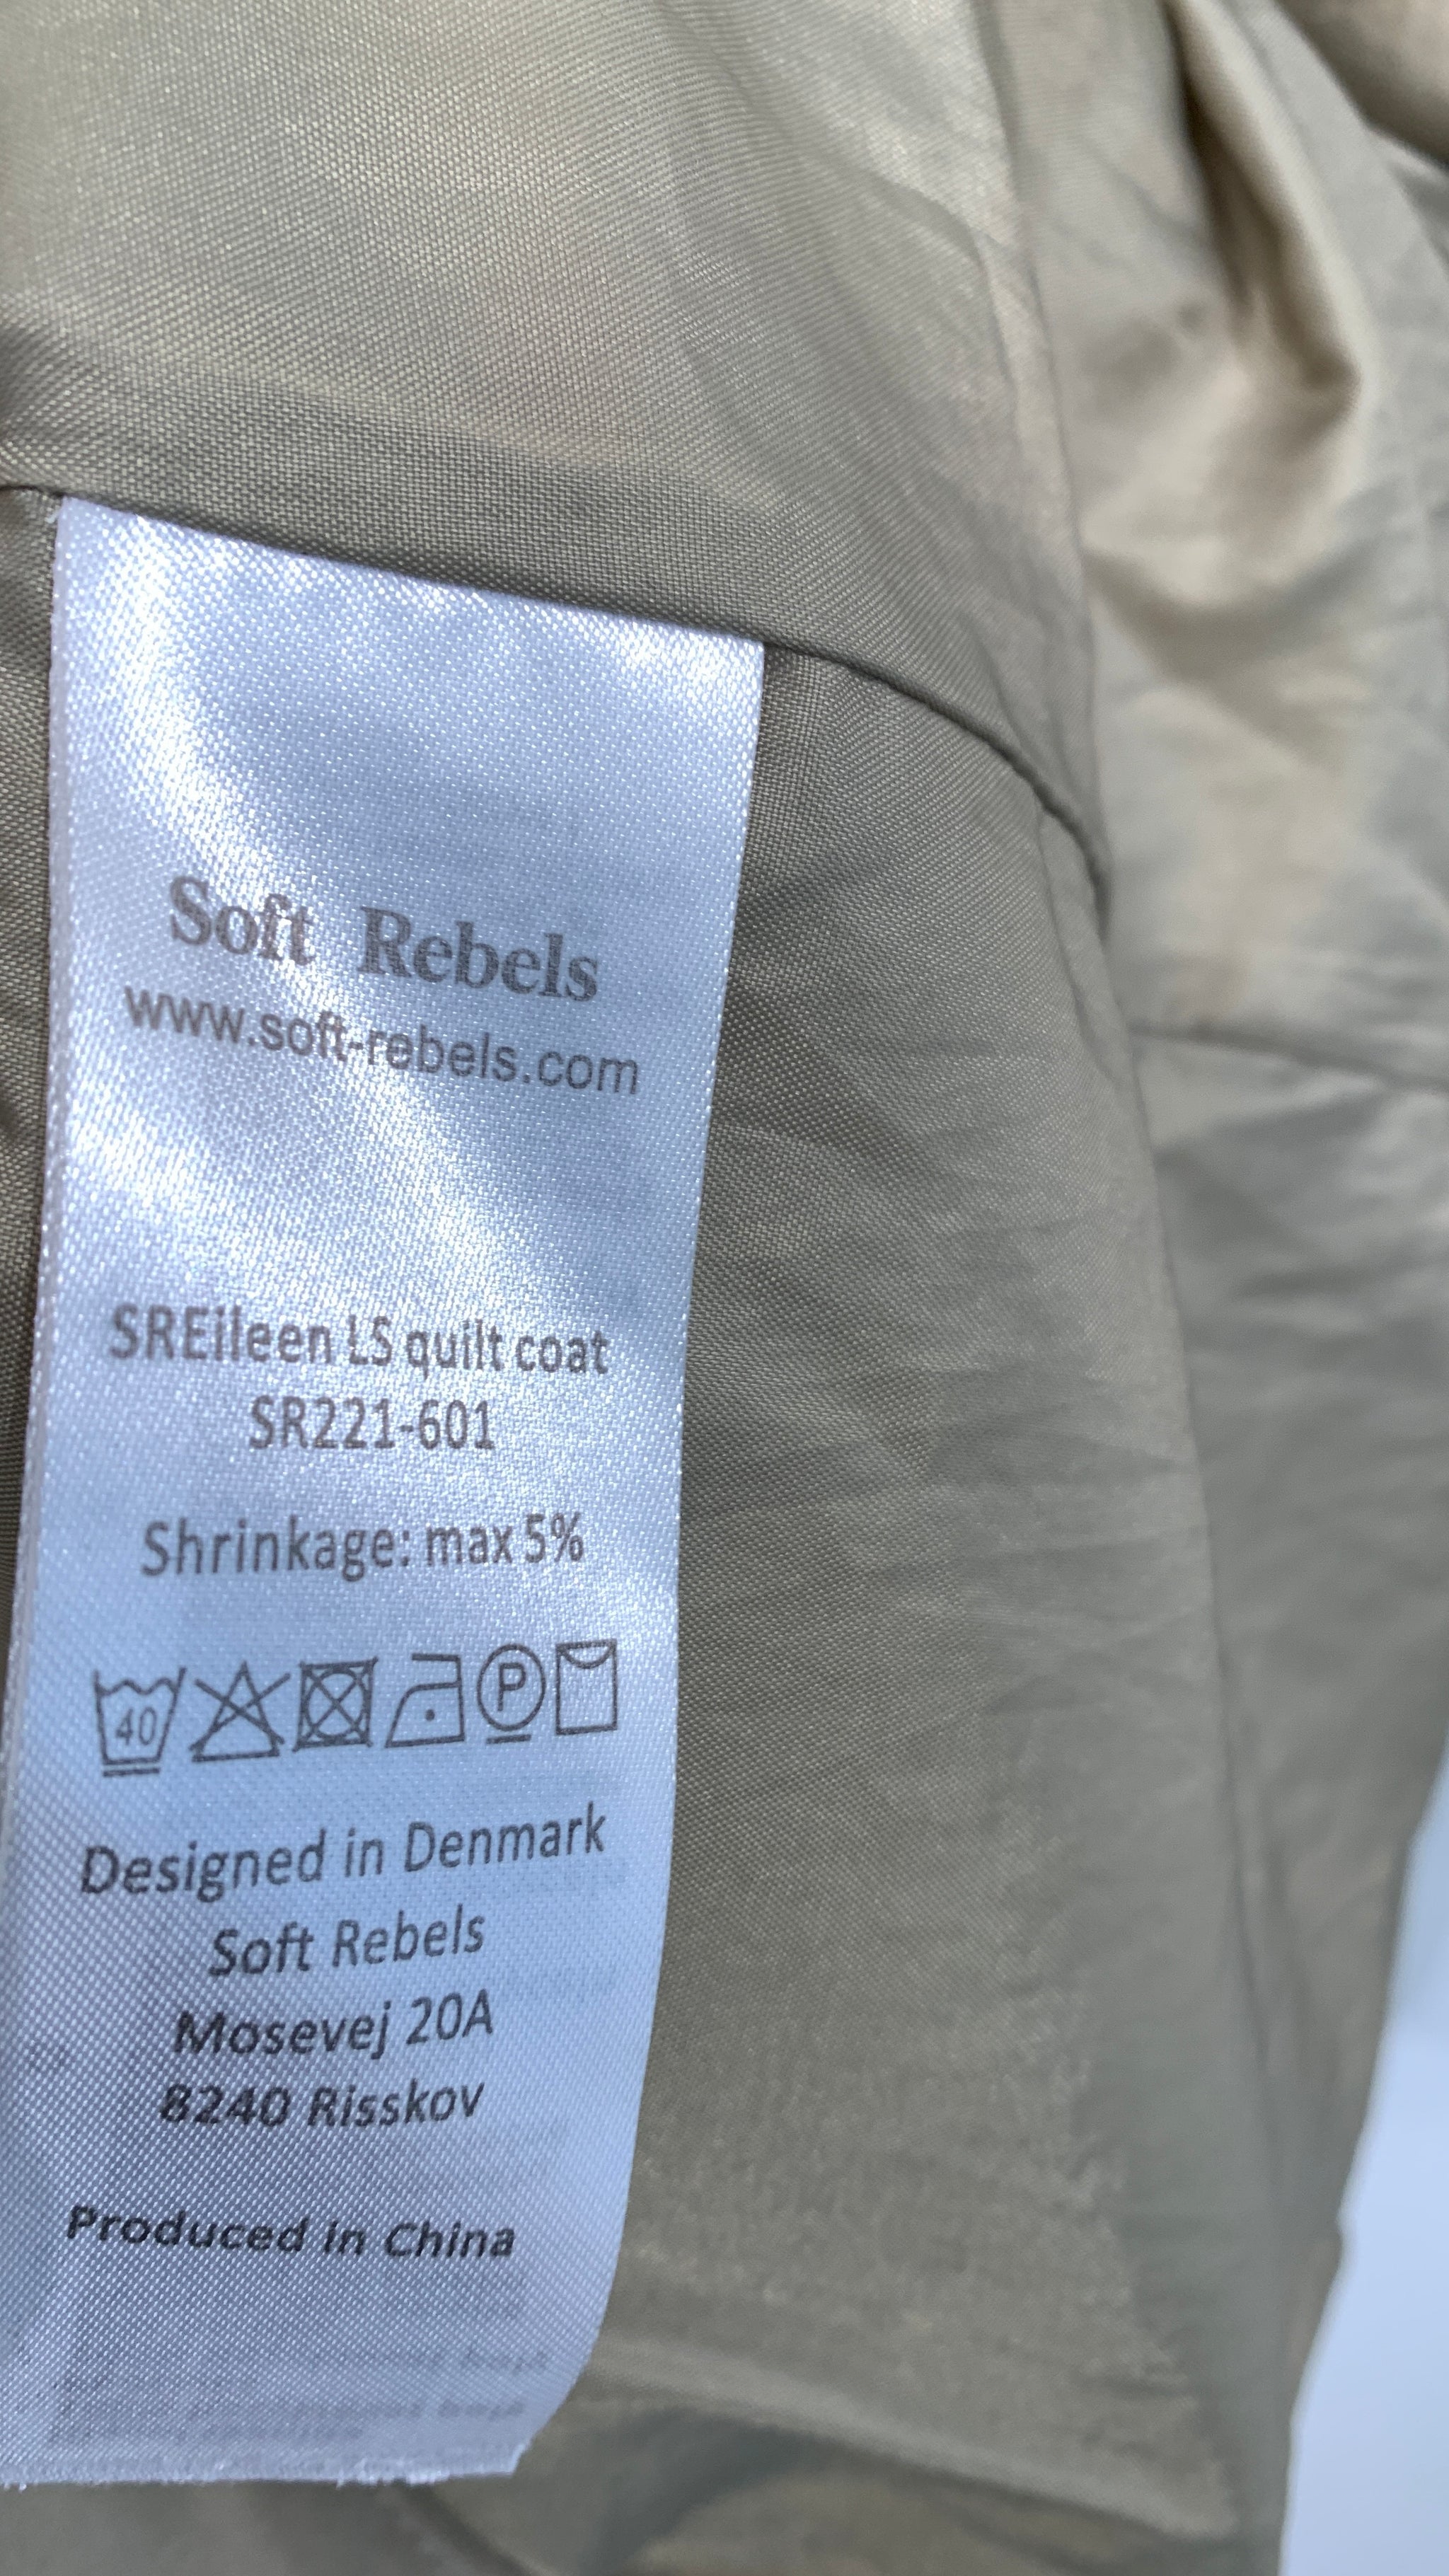 Soft Rebels
www.soft-rebels.com
SREileen LS quilt coat
SR221-601
Shrinkage: max 5%
40 P
Designed in Denmark
Soft Rebels
Mosevej 20A
8240 Risskov
Produced in China